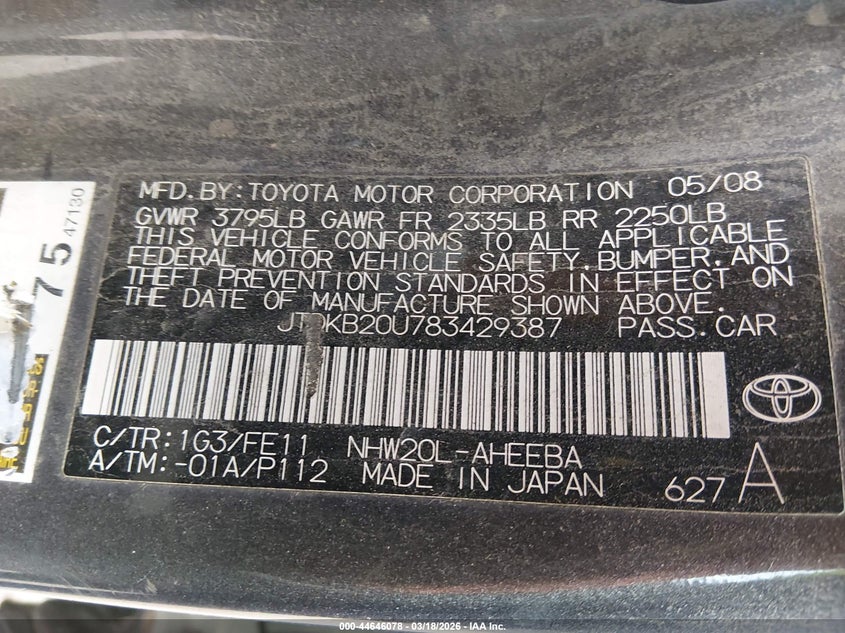 MFD.BY:TOYOTA MOTOR CORPORATION 05/08
GVWR 3795LB GAWR FR 2335LB RR 2250LB
THIS VEHICLE CONFORMS TO ALL APPLICABLE
FEDERAL MOTOR VEHICLE SAFETY,BUMPER,AND
THEFT PREVENTION STANDARDS IN EFFECT ON
THE DATE OF MANUFACTURE SHOWN ABOVE.
JTDKB20U783429387 PASS.CAR
C/TR:1G3/FE11 NHW20L-AHEEBA
A/TM:-01A/P112 MADE IN JAPAN
627 A
75
47130
000-44646078 - 03/18/2026 - IAA Inc.